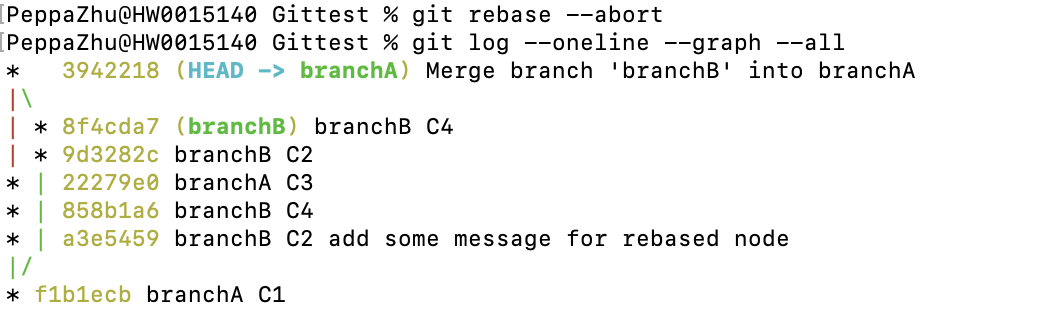 [PeppaZhu@HW0015140 Gittest % git rebase --abort
[PeppaZhu@HW0015140 Gittest % git log --oneline --graph --all
*   3942218 (HEAD -> branchA) Merge branch 'branchB' into branchA
|\
| * 8f4cda7 (branchB) branchB C4
| * 9d3282c branchB C2
* | 22279e0 branchA C3
* | 858b1a6 branchB C4
* | a3e5459 branchB C2 add some message for rebased node
|/
* f1b1ecb branchA C1